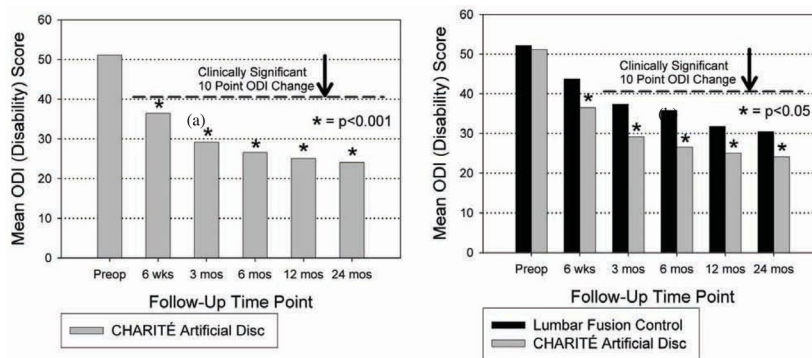 Mean ODI (Disability) Score
60
50
40
30
20
10
0
Clinically Significant
10 Point ODI Change
(a)
* = p<0.001
*
*
*
*
*
Preop 6 wks 3 mos 6 mos 12 mos 24 mos
Follow-Up Time Point
CHARITÉ Artificial Disc
Mean ODI (Disability) Score
60
50
40
30
20
10
0
Clinically Significant
10 Point ODI Change
* = p<0.05
*
*
*
*
*
Preop 6 wks 3 mos 6 mos 12 mos 24 mos
Follow-Up Time Point
Lumbar Fusion Control
CHARITÉ Artificial Disc